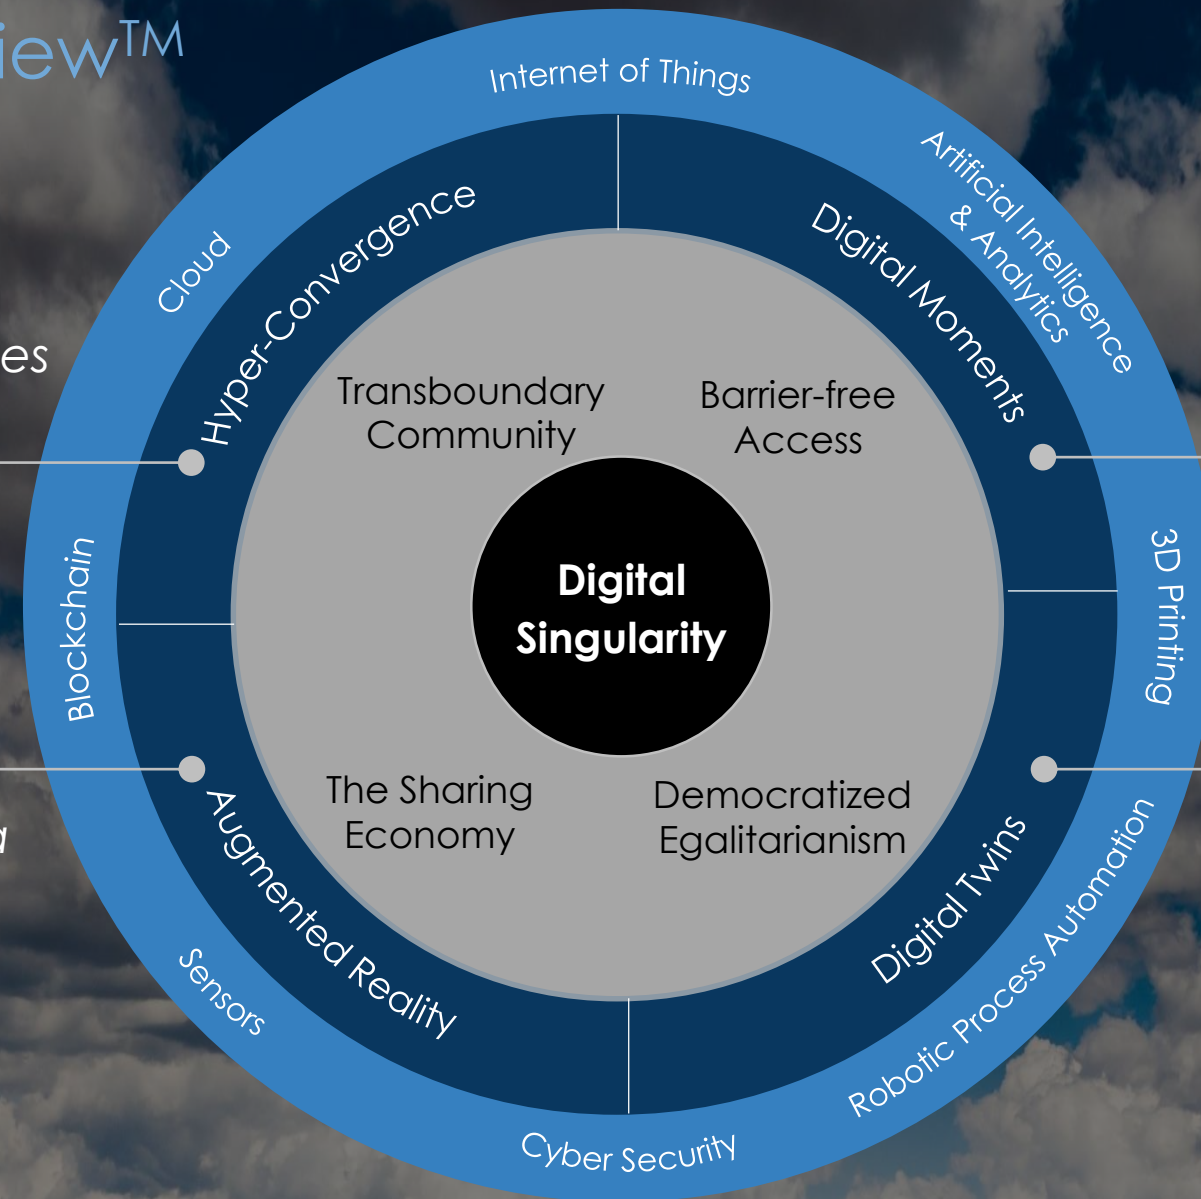 iew™
Internet of Things
Artificial Intelligence
& Analytics
Cloud
Hyper-Convergence
Digital Moments
es
Transboundary
Community
Barrier-free
Access
Blockchain
Digital
Singularity
3D Printing
The Sharing
Economy
Democratized
Egalitarianism
a
Augmented Reality
Digital Twins
Sensors
Robotic Process Automation
Cyber Security